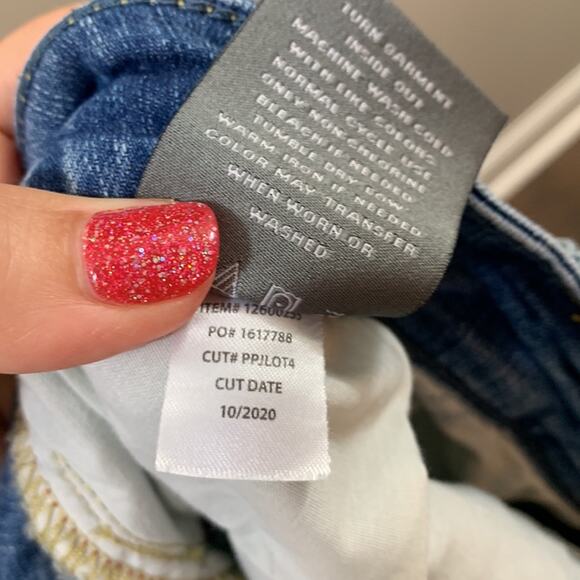 TURN GARMENT
INSIDE OUT
MACHINE WASH COLD
WITH LIKE COLORS
NORMAL CYCLE USE
ONLY NON-CHLORINE
BLEACH IF NEEDED
TUMBLE DRY LOW
WARM IRON IF NEEDED
COLOR MAY TRANSFER
WHEN WORN OR
WASHED
ITEM# 12600255
PO# 1617788
CUT# PPJLOT4
CUT DATE
10/2020